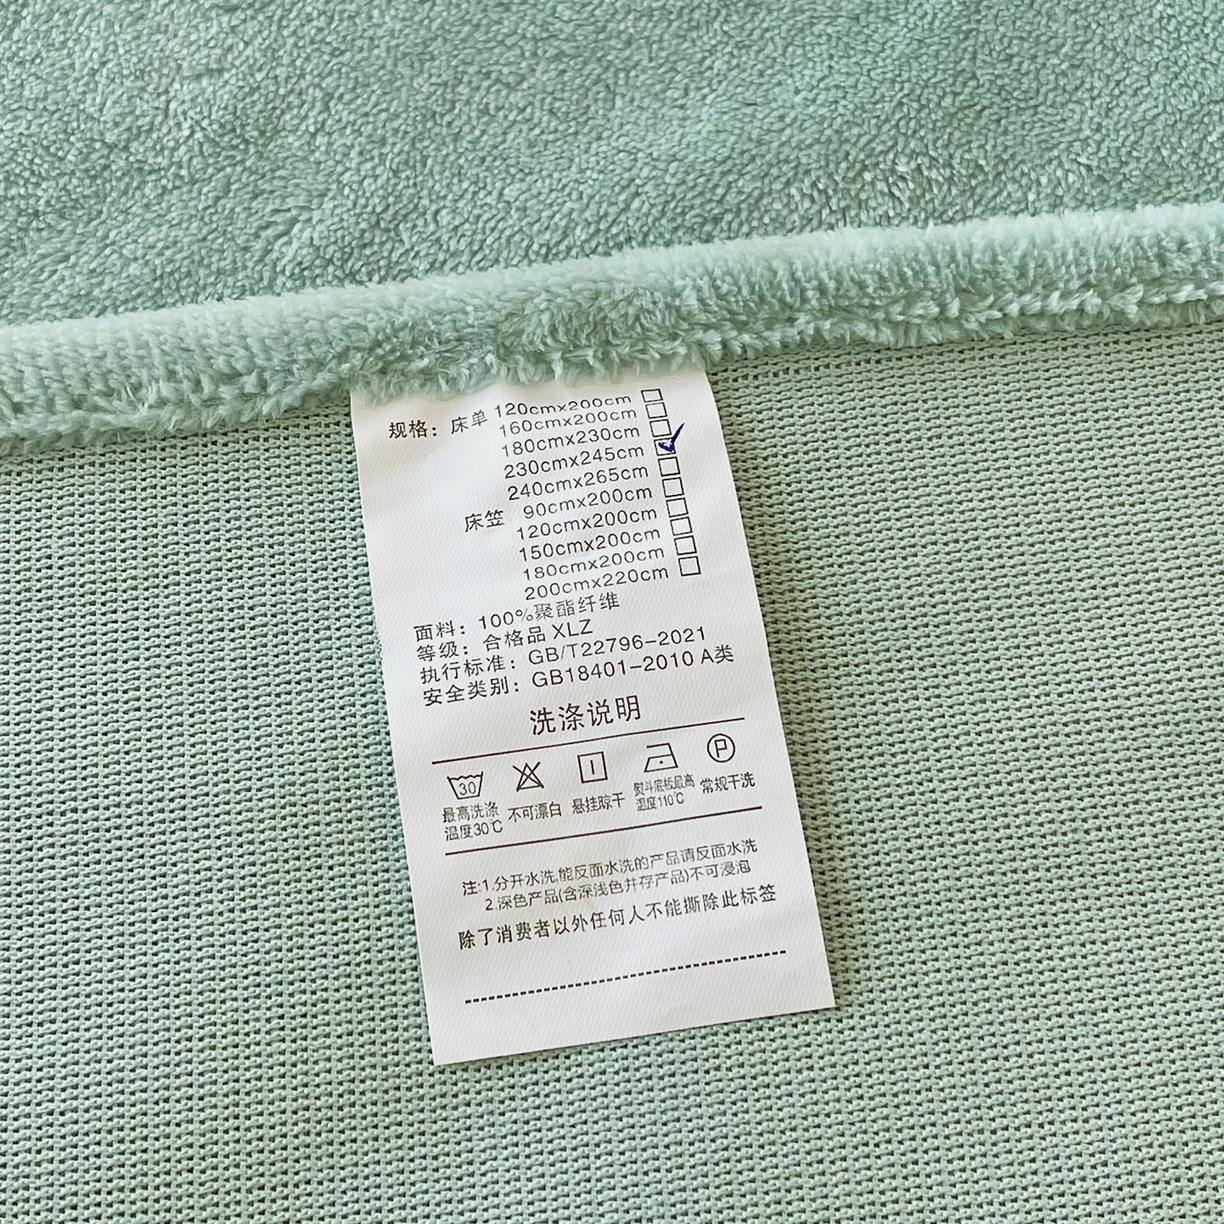 规格：床单 120cmx200cm □
160cmx200cm □
180cmx230cm □
230cmx245cm ☑
240cmx265cm □
床笠 90cmx200cm □
120cmx200cm □
150cmx200cm □
180cmx200cm □
200cmx220cm □
面料：100%聚酯纤维
等级：合格品 XLZ
执行标准：GB/T22796-2021
安全类别：GB18401-2010 A类
洗涤说明
30 P
最高洗涤温度30℃
不可漂白
悬挂晾干
熨斗底板最高温度110℃
常规干洗
注:1.分开水洗,能反面水洗的产品请反面水洗
2.深色产品(含深浅色并存产品)不可浸泡
除了消费者以外任何人不能撕除此标签